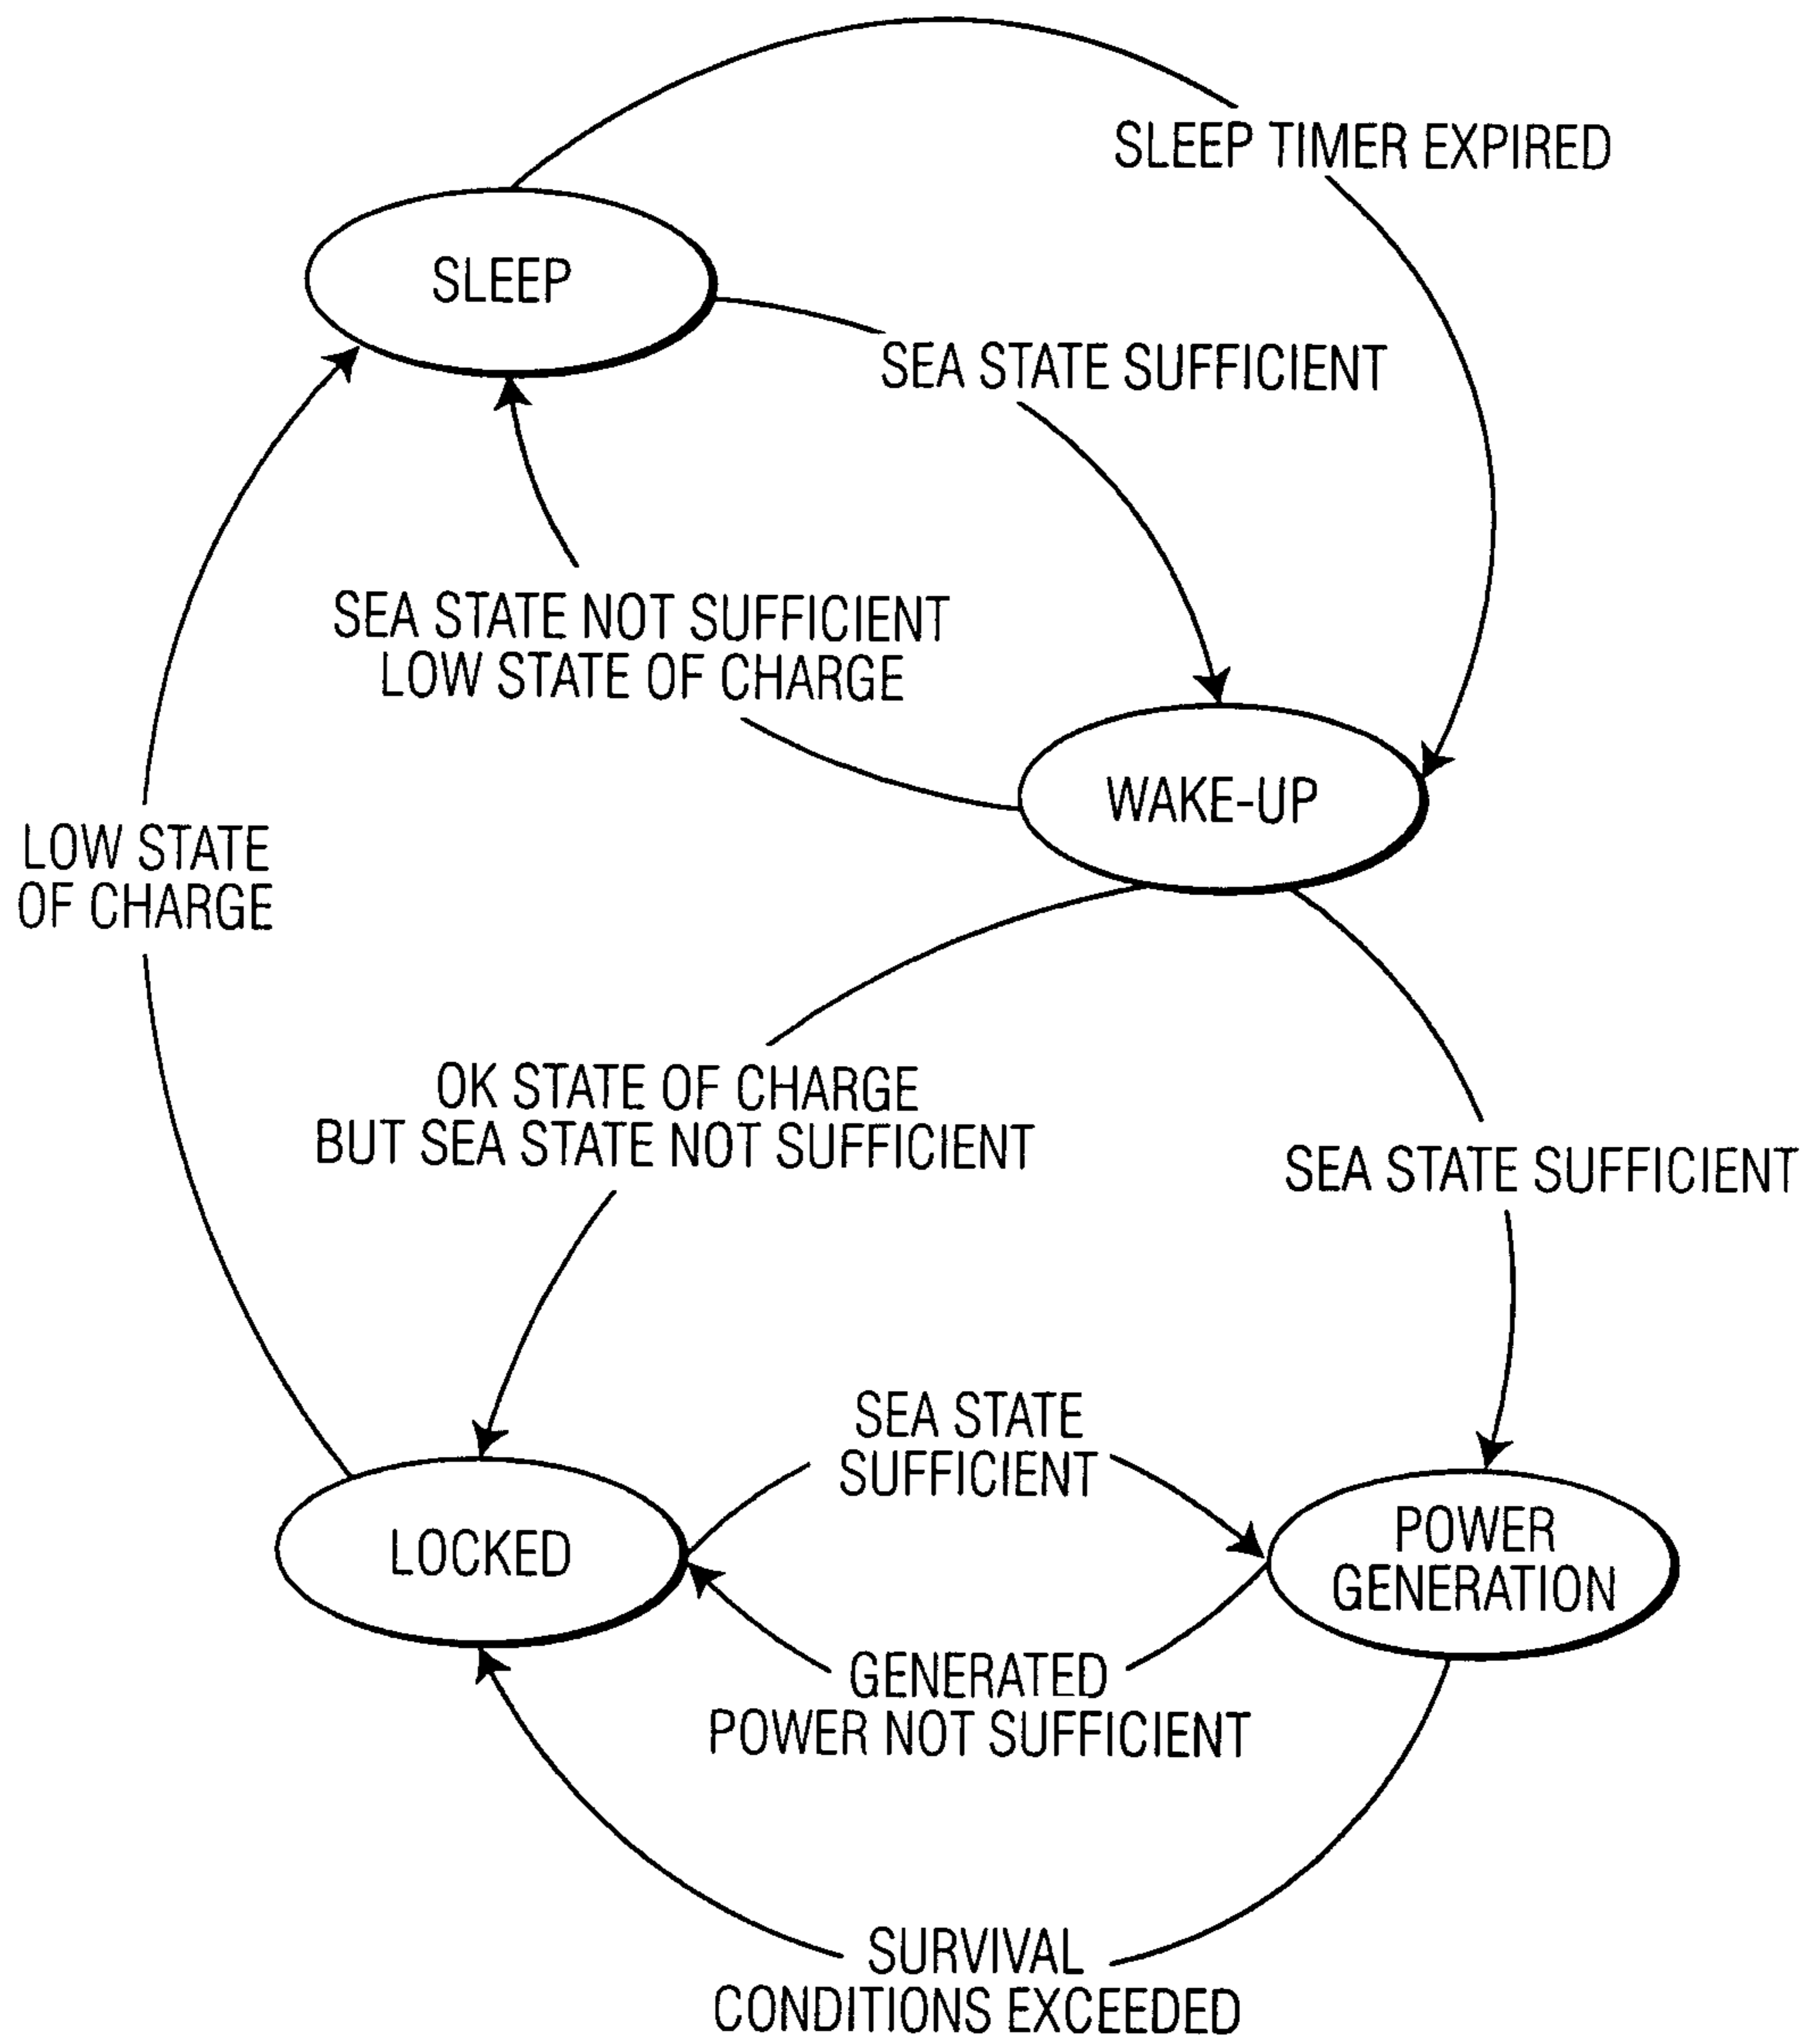 SLEEP TIMER EXPIRED
SLEEP
SEA STATE SUFFICIENT
SEA STATE NOT SUFFICIENT
LOW STATE OF CHARGE
WAKE-UP
LOW STATE
OF CHARGE
OK STATE OF CHARGE
BUT SEA STATE NOT SUFFICIENT
SEA STATE SUFFICIENT
SEA STATE
SUFFICIENT
LOCKED
POWER
GENERATION
GENERATED
POWER NOT SUFFICIENT
SURVIVAL
CONDITIONS EXCEEDED